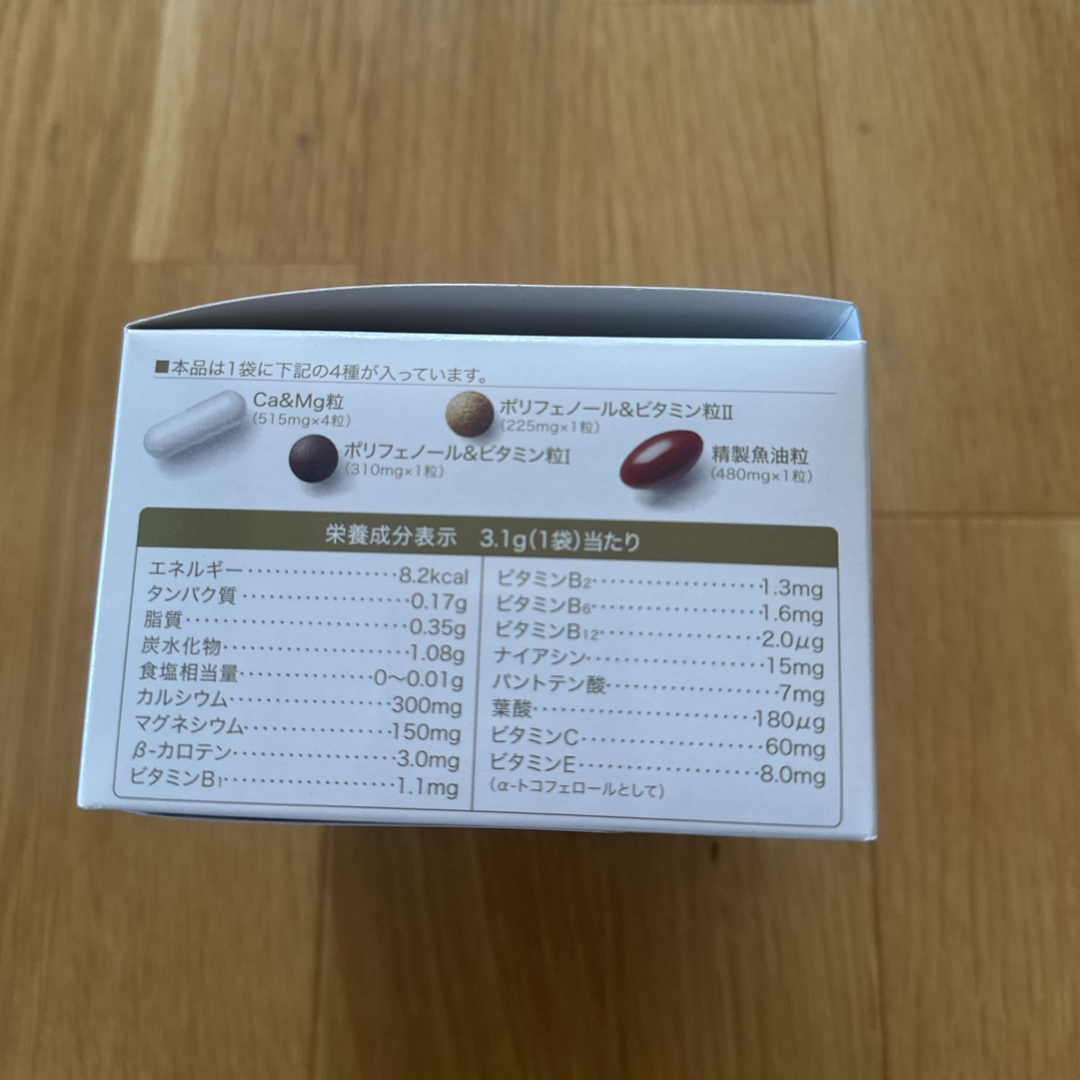 ■本品は1袋に下記の4種が入っています。
Ca&Mg粒
(515mg×4粒)
ポリフェノール&ビタミン粒II
(225mg×1粒)
ポリフェノール&ビタミン粒I
(310mg×1粒)
精製魚油粒
(480mg×1粒)
栄養成分表示 3.1g(1袋)当たり
エネルギー………………8.2kcal
タンパク質………………0.17g
脂質………………0.35g
炭水化物………………1.08g
食塩相当量………………0〜0.01g
カルシウム………………300mg
マグネシウム………………150mg
β-カロテン………………3.0mg
ビタミンB₁………………1.1mg
ビタミンB₂………………1.3mg
ビタミンB₆………………1.6mg
ビタミンB₁₂………………2.0μg
ナイアシン………………15mg
パントテン酸………………7mg
葉酸………………180μg
ビタミンC………………60mg
ビタミンE………………8.0mg
(α-トコフェロールとして)